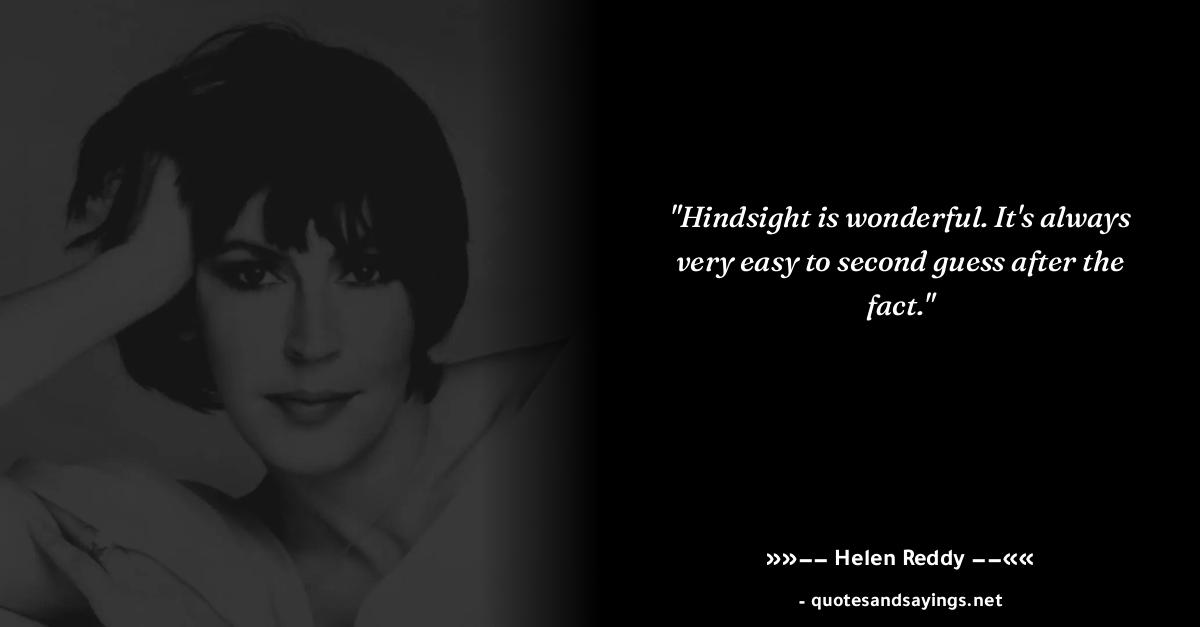 "Hindsight is wonderful. It's always
very easy to second guess after the
fact."
»»−− Helen Reddy −−««
- quotesandsayings.net